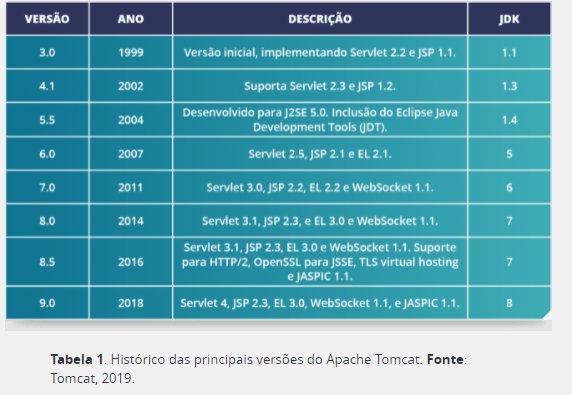 VERSÃO ANO DESCRIÇÃO JDK
3.0 1999 Versão inicial, implementando Servlet 2.2 e JSP 1.1. 1.1
4.1 2002 Suporta Servlet 2.3 e JSP 1.2. 1.3
5.5 2004 Desenvolvido para J2SE 5.0. Inclusão do Eclipse Java
Development Tools (JDT). 1.4
6.0 2007 Servlet 2.5, JSP 2.1 e EL 2.1. 5
7.0 2011 Servlet 3.0, JSP 2.2, EL 2.2 e WebSocket 1.1. 6
8.0 2014 Servlet 3.1, JSP 2.3, e EL 3.0 e WebSocket 1.1. 7
8.5 2016 Servlet 3.1, JSP 2.3, EL 3.0 e WebSocket 1.1. Suporte
para HTTP/2, OpenSSL para JSSE, TLS virtual hosting
e JASPIC 1.1. 7
9.0 2018 Servlet 4, JSP 2.3, EL 3.0, WebSocket 1.1, e JASPIC 1.1. 8
Tabela 1. Histórico das principais versões do Apache Tomcat. Fonte:
Tomcat, 2019.